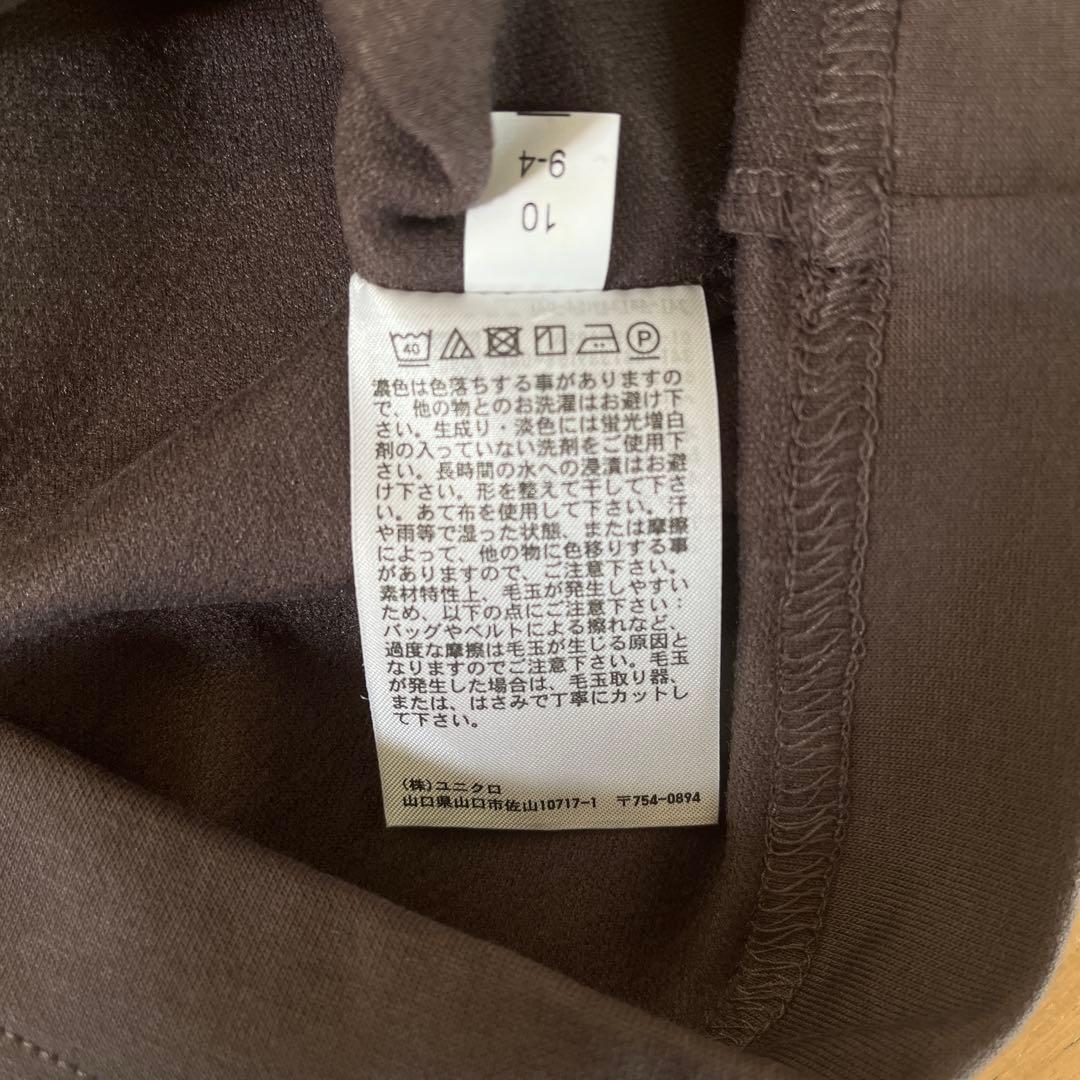 9-4
10
40
P
濃色は色落ちする事がありますの
で、他の物とのお洗濯はお避け下
さい。生成り・淡色には蛍光増白
剤の入っていない洗剤をご使用下
さい。長時間の水への浸漬はお避
け下さい。形を整えて干して下さ
い。あて布を使用して下さい。汗
や雨等で湿った状態、または摩擦
によって、他の物に色移りする事
がありますので、ご注意下さい。
素材特性上、毛玉が発生しやすい
ため、以下の点にご注意下さい：
バッグやベルトによる擦れなど、
過度な摩擦は毛玉が生じる原因と
なりますのでご注意下さい。毛玉
が発生した場合は、毛玉取り器、
または、はさみで丁寧にカットし
て下さい。
(株)ユニクロ
山口県山口市佐山10717-1 〒754-0894